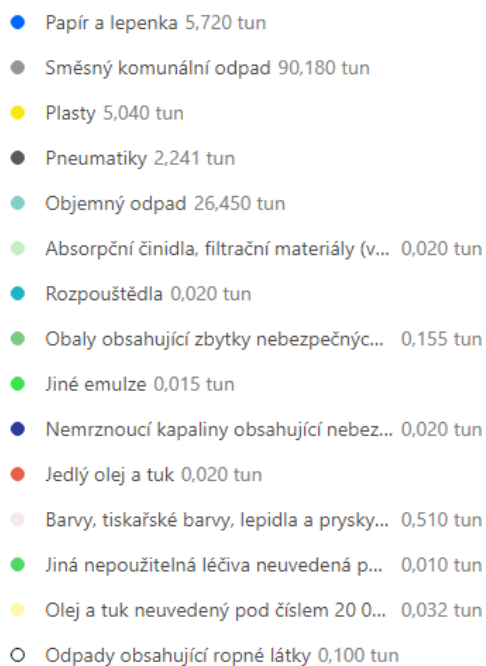 Papír a lepenka 5,720 tun
Směsný komunální odpad 90,180 tun
Plasty 5,040 tun
Pneumatiky 2,241 tun
Objemný odpad 26,450 tun
Absorpční činidla, filtrační materiály (v... 0,020 tun
Rozpouštědla 0,020 tun
Obaly obsahující zbytky nebezpečnýc... 0,155 tun
Jiné emulze 0,015 tun
Nemrznoucí kapaliny obsahující nebez... 0,020 tun
Jedlý olej a tuk 0,020 tun
Barvy, tiskařské barvy, lepidla a prysky... 0,510 tun
Jiná nepoužitelná léčiva neuvedená p... 0,010 tun
Olej a tuk neuvedený pod číslem 20 0... 0,032 tun
Odpady obsahující ropné látky 0,100 tun